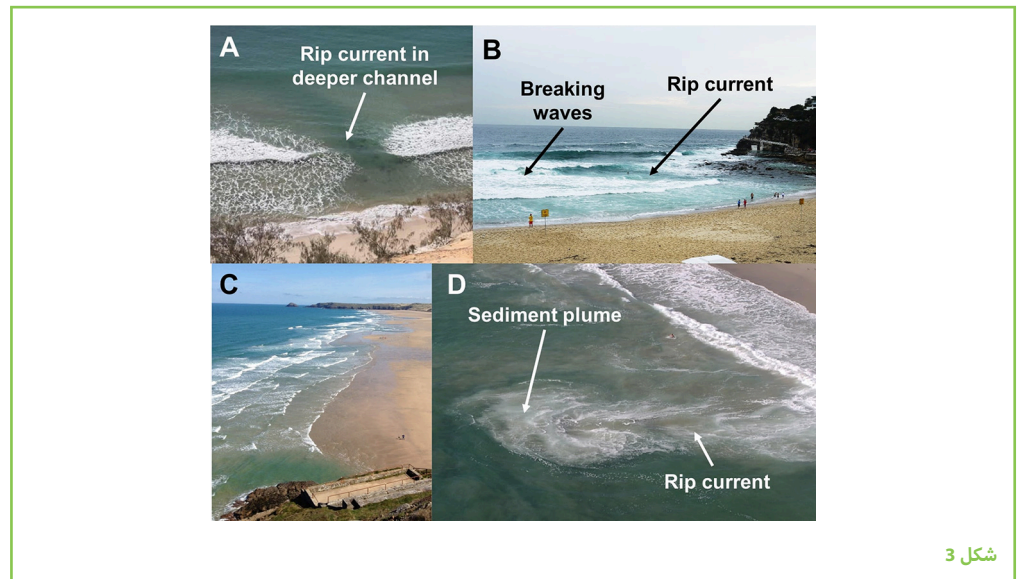 A
Rip current in
deeper channel
B
Breaking
waves
Rip current
C
D
Sediment plume
Rip current
شكل 3